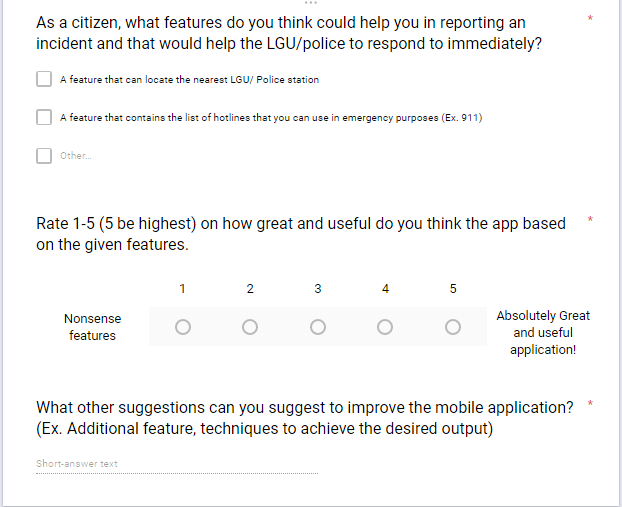 As a citizen, what features do you think could help you in reporting an *
incident and that would help the LGU/police to respond to immediately?
A feature that can locate the nearest LGU/ Police station
A feature that contains the list of hotlines that you can use in emergency purposes (Ex. 911)
Other...
Rate 1-5 (5 be highest) on how great and useful do you think the app based *
on the given features.
1 2 3 4 5
Nonsense
features
Absolutely Great
and useful
application!
What other suggestions can you suggest to improve the mobile application? *
(Ex. Additional feature, techniques to achieve the desired output)
Short-answer text